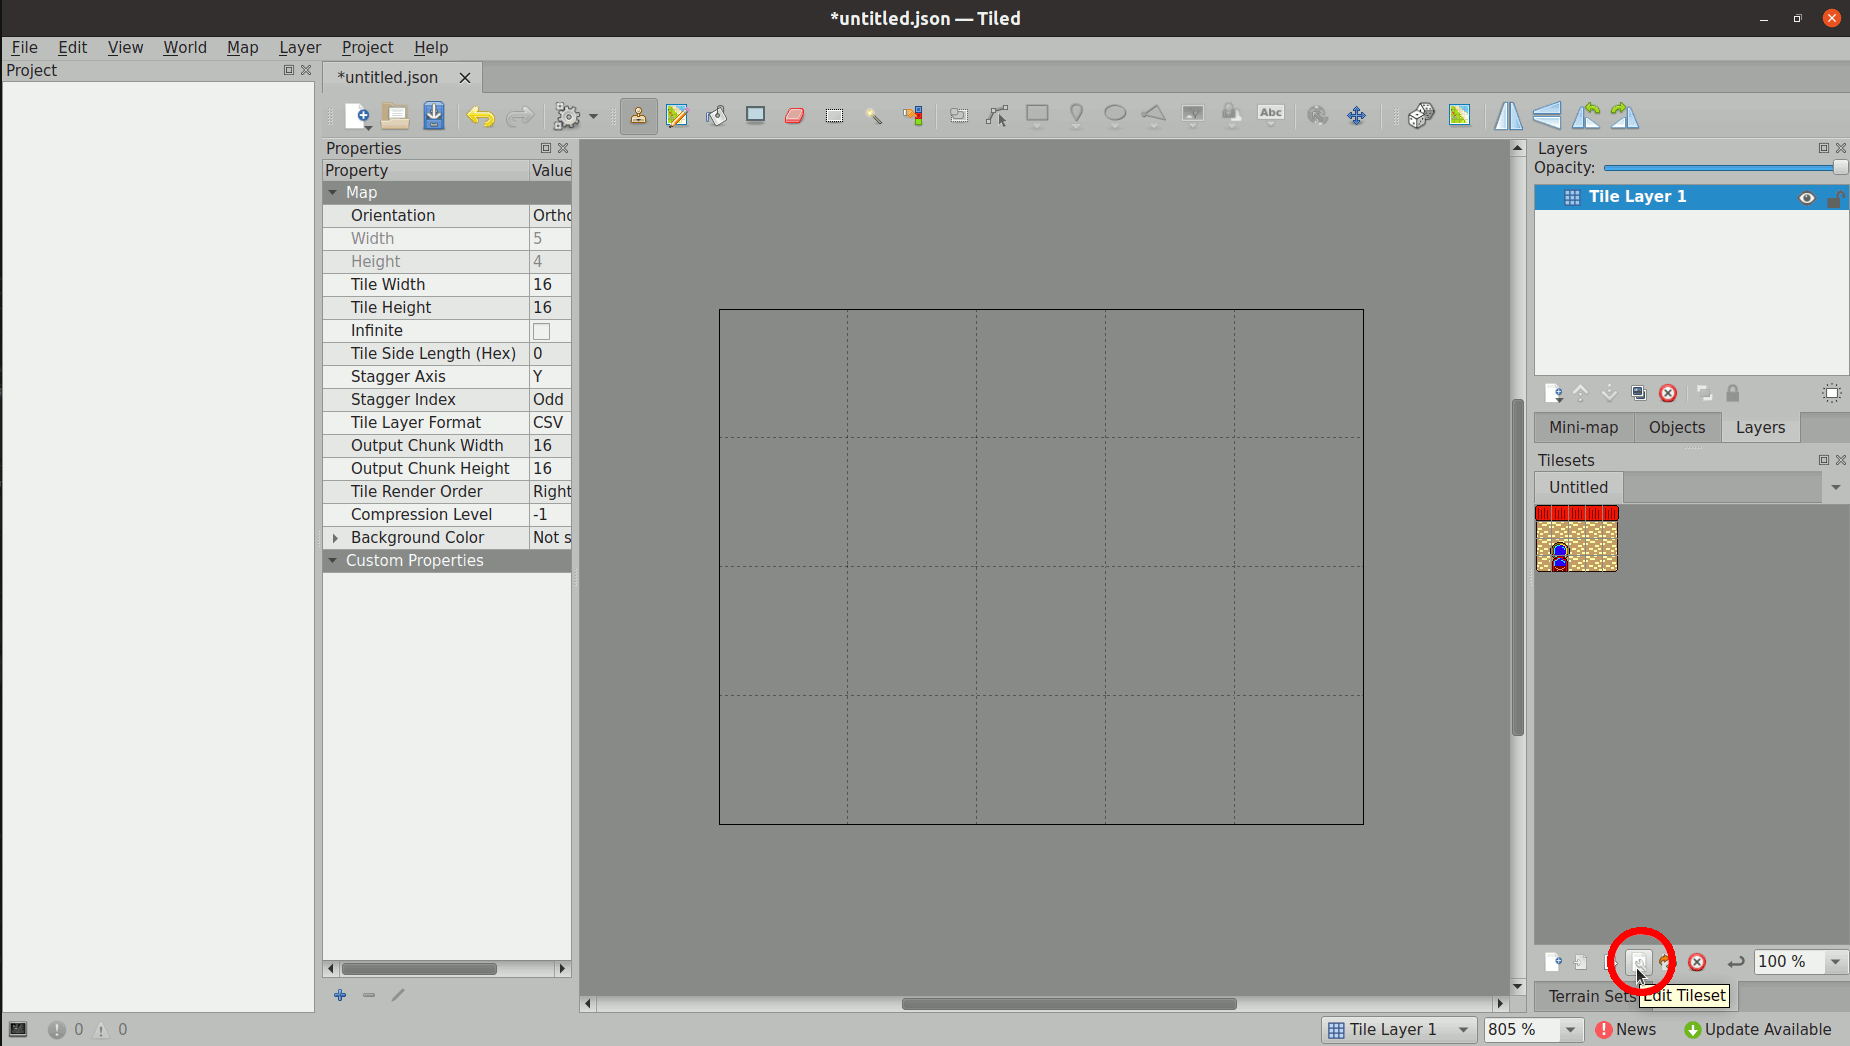 *untitled.json — Tiled
File Edit View World Map Layer Project Help
Project
*untitled.json
Abc
Properties
Property Value
Map
Orientation Ortho
Width 5
Height 4
Tile Width 16
Tile Height 16
Infinite
Tile Side Length (Hex) 0
Stagger Axis Y
Stagger Index Odd
Tile Layer Format CSV
Output Chunk Width 16
Output Chunk Height 16
Tile Render Order Right
Compression Level -1
Background Color Not s
Custom Properties
Layers
Opacity:
Tile Layer 1
Mini-map Objects Layers
Tilesets
Untitled
100 %
Terrain Sets
Edit Tileset
0 0
Tile Layer 1 805 % News Update Available